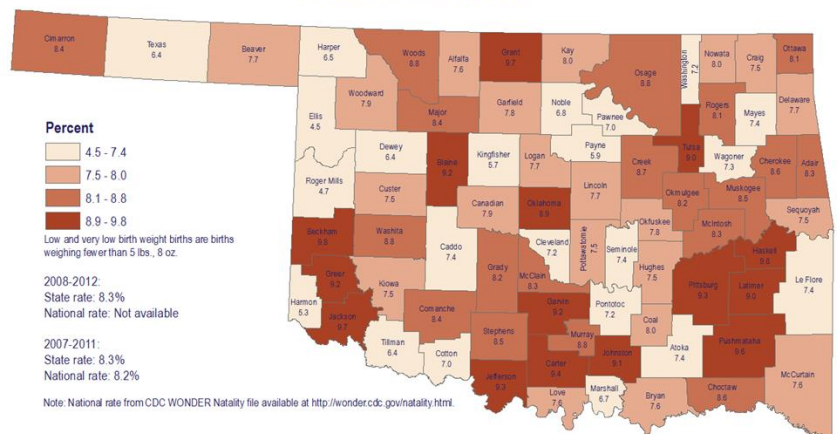 Cimarron
8.4
Texas
6.4
Beaver
7.7
Harper
6.5
Woods
8.8
Alfalfa
7.6
Grant
9.7
Kay
8.0
Osage
8.8
Washington
7.2
Nowata
8.0
Craig
7.5
Ottawa
8.1
Woodward
7.9
Major
8.4
Garfield
7.8
Noble
6.8
Pawnee
7.0
Rogers
8.1
Mayes
7.4
Delaware
7.7
Ellis
4.5
Dewey
6.4
Blaine
9.2
Kingfisher
5.7
Logan
7.7
Payne
5.9
Creek
8.7
Tulsa
9.0
Wagoner
7.3
Cherokee
8.6
Adair
8.3
Roger Mills
4.7
Custer
7.5
Canadian
7.9
Oklahoma
8.9
Lincoln
7.7
Okmulgee
8.2
Muskogee
8.5
Sequoyah
7.5
Beckham
Washita
8.8
Caddo
7.4
Grady
8.2
Cleveland
7.2
McClain
8.3
Pottawatomie
7.5
Seminole
7.4
Okfuskee
7.8
McIntosh
8.3
Haskell
9.8
Greer
9.2
Kiowa
7.5
Hughes
7.5
Pittsburg
9.3
Latimer
9.0
Le Flore
7.4
Harmon
5.3
Jackson
9.7
Comanche
8.4
Stephens
8.5
Garvin
9.2
Pontotoc
7.2
Coal
8.0
Tillman
6.4
Cotton
7.0
Murray
8.8
Johnston
9.1
Atoka
7.4
Pushmataha
9.6
McCurtain
7.6
Jefferson
9.3
Carter
9.4
Love
7.6
Marshall
6.7
Bryan
7.6
Choctaw
8.6
Percent
4.5 - 7.4
7.5 - 8.0
8.1 - 8.8
8.9 - 9.8
Low and very low birth weight births are births
weighing fewer than 5 lbs., 8 oz.
2008-2012:
State rate: 8.3%
National rate: Not available
2007-2011:
State rate: 8.3%
National rate: 8.2%
Note: National rate from CDC WONDER Natality file available at http://wonder.cdc.gov/natality.html.